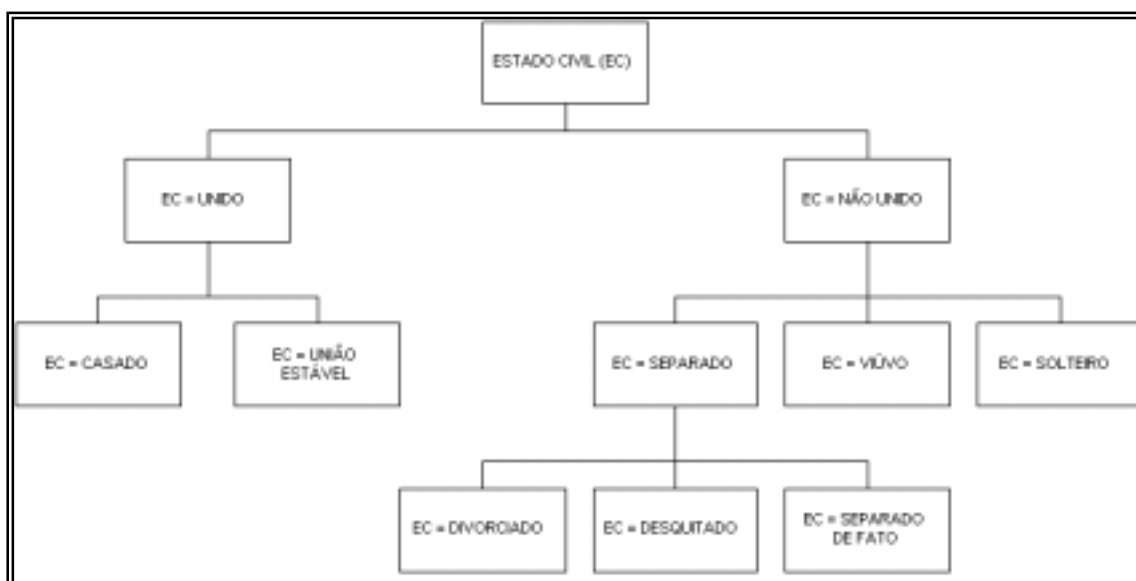 ESTADO CIVIL (EC)
EC = UNIDO
EC = NÃO UNIDO
EC = CASADO
EC = UNIÃO
ESTÁVEL
EC = SEPARADO
EC = VIÚVO
EC = SOLTEIRO
EC = DIVORCIADO
EC = DESQUITADO
EC = SEPARADO
DE FATO